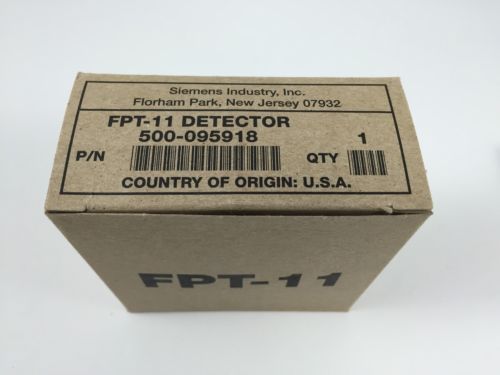 Siemens Industry, Inc.
Florham Park, New Jersey 07932
FPT-11 DETECTOR
500-095918 1
P/N QTY
COUNTRY OF ORIGIN: U.S.A.
FPT-11